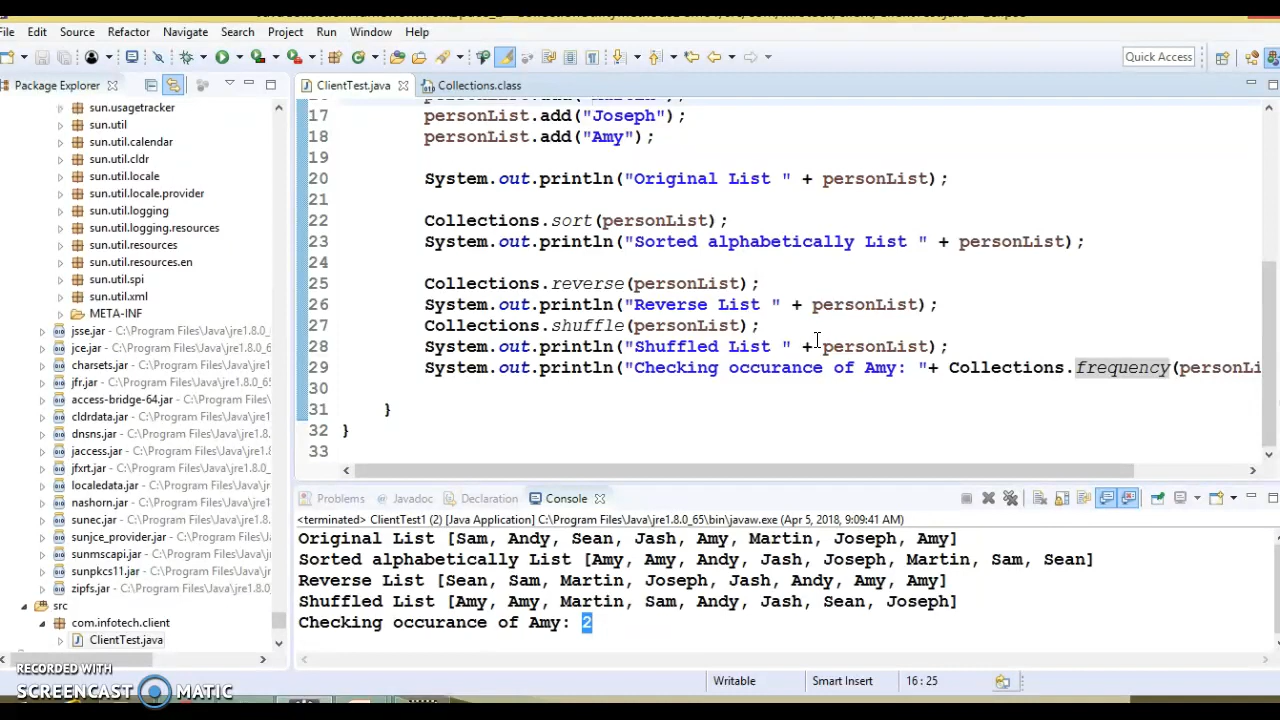 File Edit Source Refactor Navigate Search Project Run Window Help
Quick Access
Package Explorer
ClientTest.java
Collections.class
sun.usagetracker
sun.util
sun.util.calendar
sun.util.cldr
sun.util.locale
sun.util.locale.provider
sun.util.logging
sun.util.logging.resources
sun.util.resources
sun.util.resources.en
sun.util.spi
sun.util.xml
META-INF
jsse.jar - C:\Program Files\Java\jre1.8.0_
jce.jar - C:\Program Files\Java\jre1.8.0_6
charsets.jar - C:\Program Files\Java\jre1
jfr.jar - C:\Program Files\Java\jre1.8.0_65
access-bridge-64.jar - C:\Program Files\
cldrdata.jar - C:\Program Files\Java\jre1
dnsns.jar - C:\Program Files\Java\jre1.8.
jaccess.jar - C:\Program Files\Java\jre1.
jfxrt.jar - C:\Program Files\Java\jre1.8.0_
localedata.jar - C:\Program Files\Java\jr
nashorn.jar - C:\Program Files\Java\jre1
sunec.jar - C:\Program Files\Java\jre1.8.
sunjce_provider.jar - C:\Program Files\J
sunmscapi.jar - C:\Program Files\Java\jr
sunpkcs11.jar - C:\Program Files\Java\jr
zipfs.jar - C:\Program Files\Java\jre1.8.0
src
com.infotech.client
ClientTest.java
17 personList.add("Joseph");
18 personList.add("Amy");
19
20 System.out.println("Original List " + personList);
21
22 Collections.sort(personList);
23 System.out.println("Sorted alphabetically List " + personList);
24
25 Collections.reverse(personList);
26 System.out.println("Reverse List " + personList);
27 Collections.shuffle(personList);
28 System.out.println("Shuffled List " + personList);
29 System.out.println("Checking occurance of Amy: "+ Collections.frequency(personLi
30
31 }
32 }
33
Problems Javadoc Declaration Console
<terminated> ClientTest1 (2) [Java Application] C:\Program Files\Java\jre1.8.0_65\bin\javaw.exe (Apr 5, 2018, 9:09:41 AM)
Original List [Sam, Andy, Sean, Jash, Amy, Martin, Joseph, Amy]
Sorted alphabetically List [Amy, Amy, Andy, Jash, Joseph, Martin, Sam, Sean]
Reverse List [Sean, Sam, Martin, Joseph, Jash, Andy, Amy, Amy]
Shuffled List [Amy, Amy, Martin, Sam, Andy, Jash, Sean, Joseph]
Checking occurance of Amy: 2
Writable Smart Insert 16 : 25
RECORDED WITH
SCREENCAST MATIC